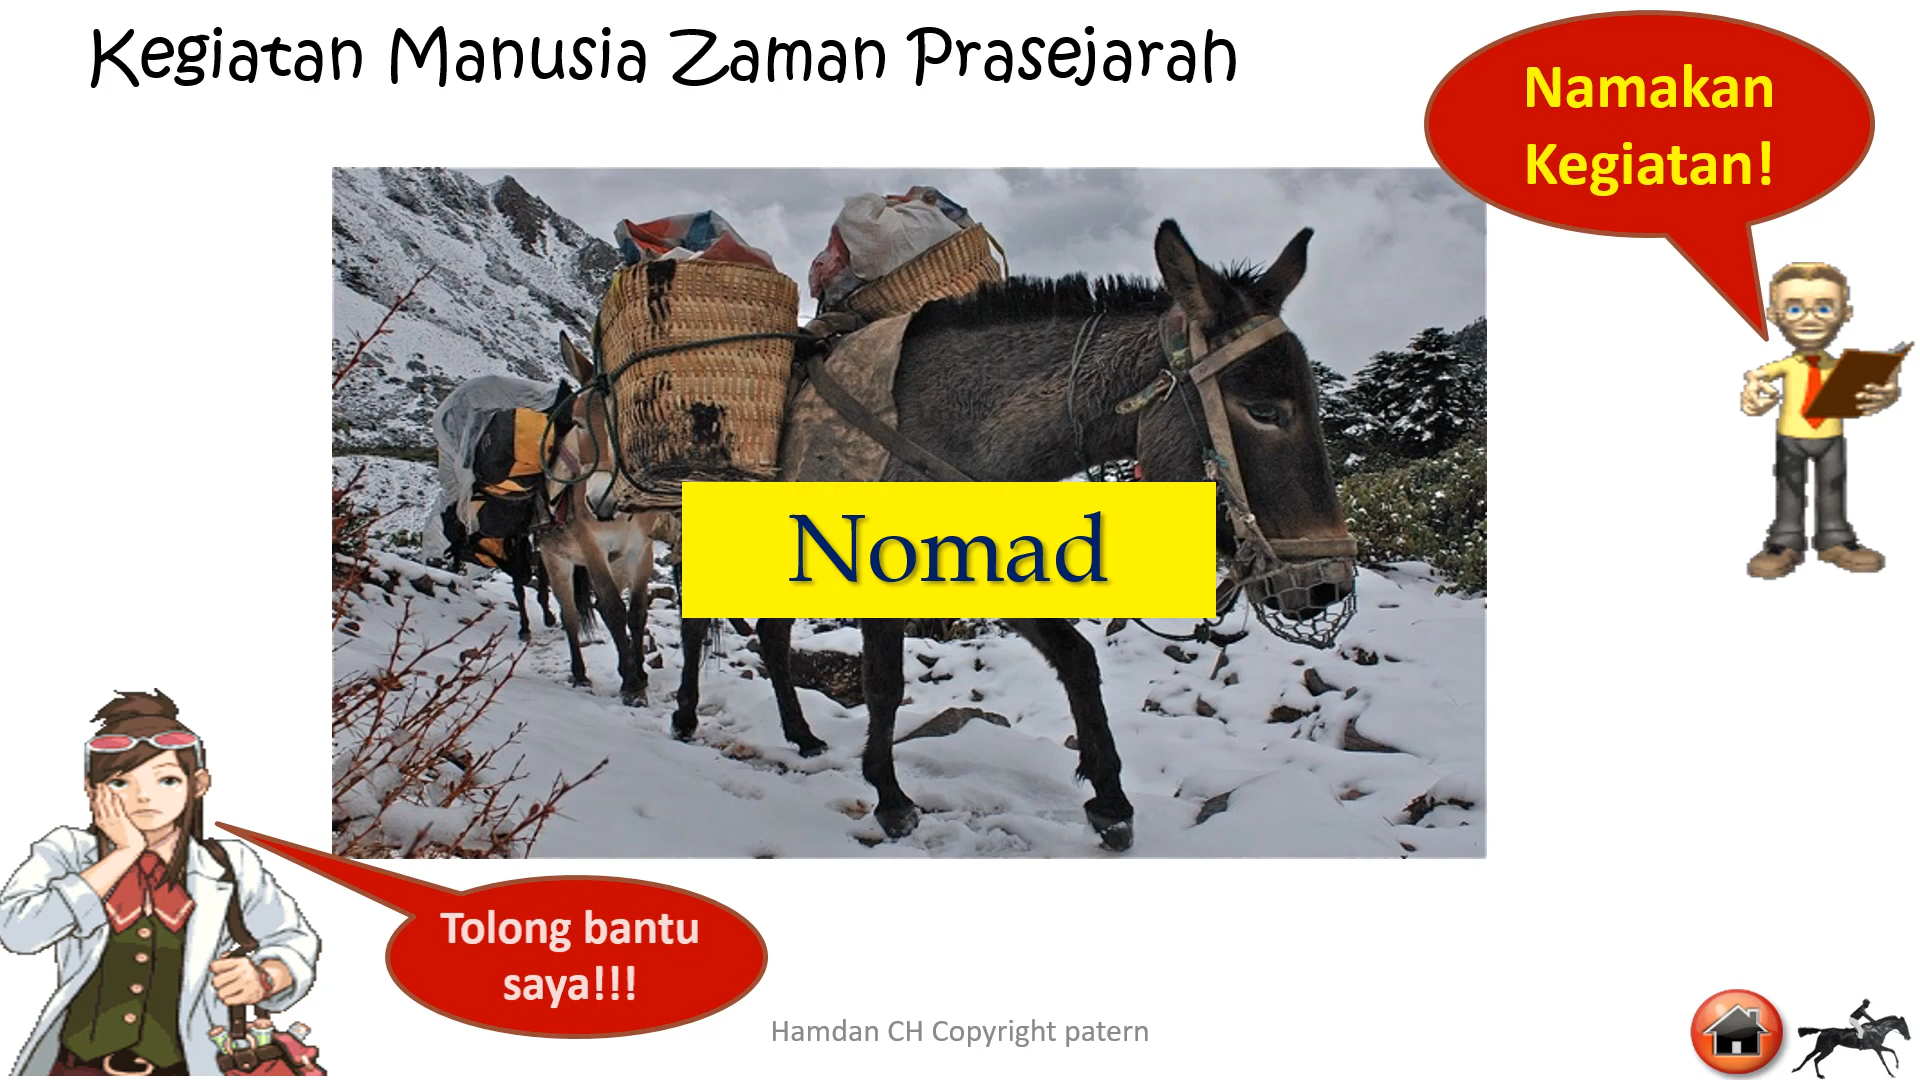 Kegiatan Manusia Zaman Prasejarah
Namakan
Kegiatan!
Nomad
Tolong bantu
saya!!!
Hamdan CH Copyright patern